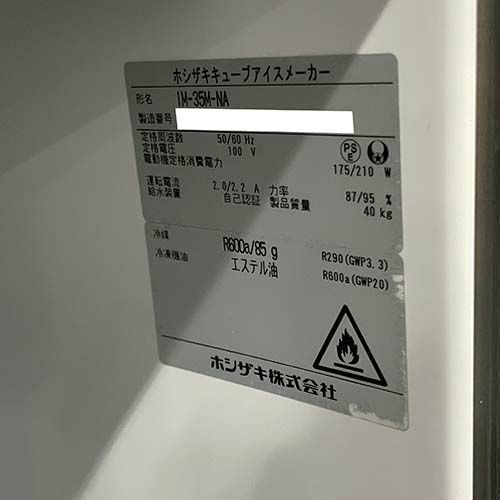 ホシザキキューブアイスメーカー
形名 IM-35M-NA
製造番号
定格周波数 50/60 Hz
定格電圧 100 V
電動機定格消費電力 175/210 W
PS
E
運転電流 2.0/2.2 A 力率 87/95 %
給水装置 自己認証 製品質量 40 kg
冷媒 R600a/85 g R290(GWP3.3)
冷凍機油 エステル油 R600a(GWP20)
ホシザキ株式会社